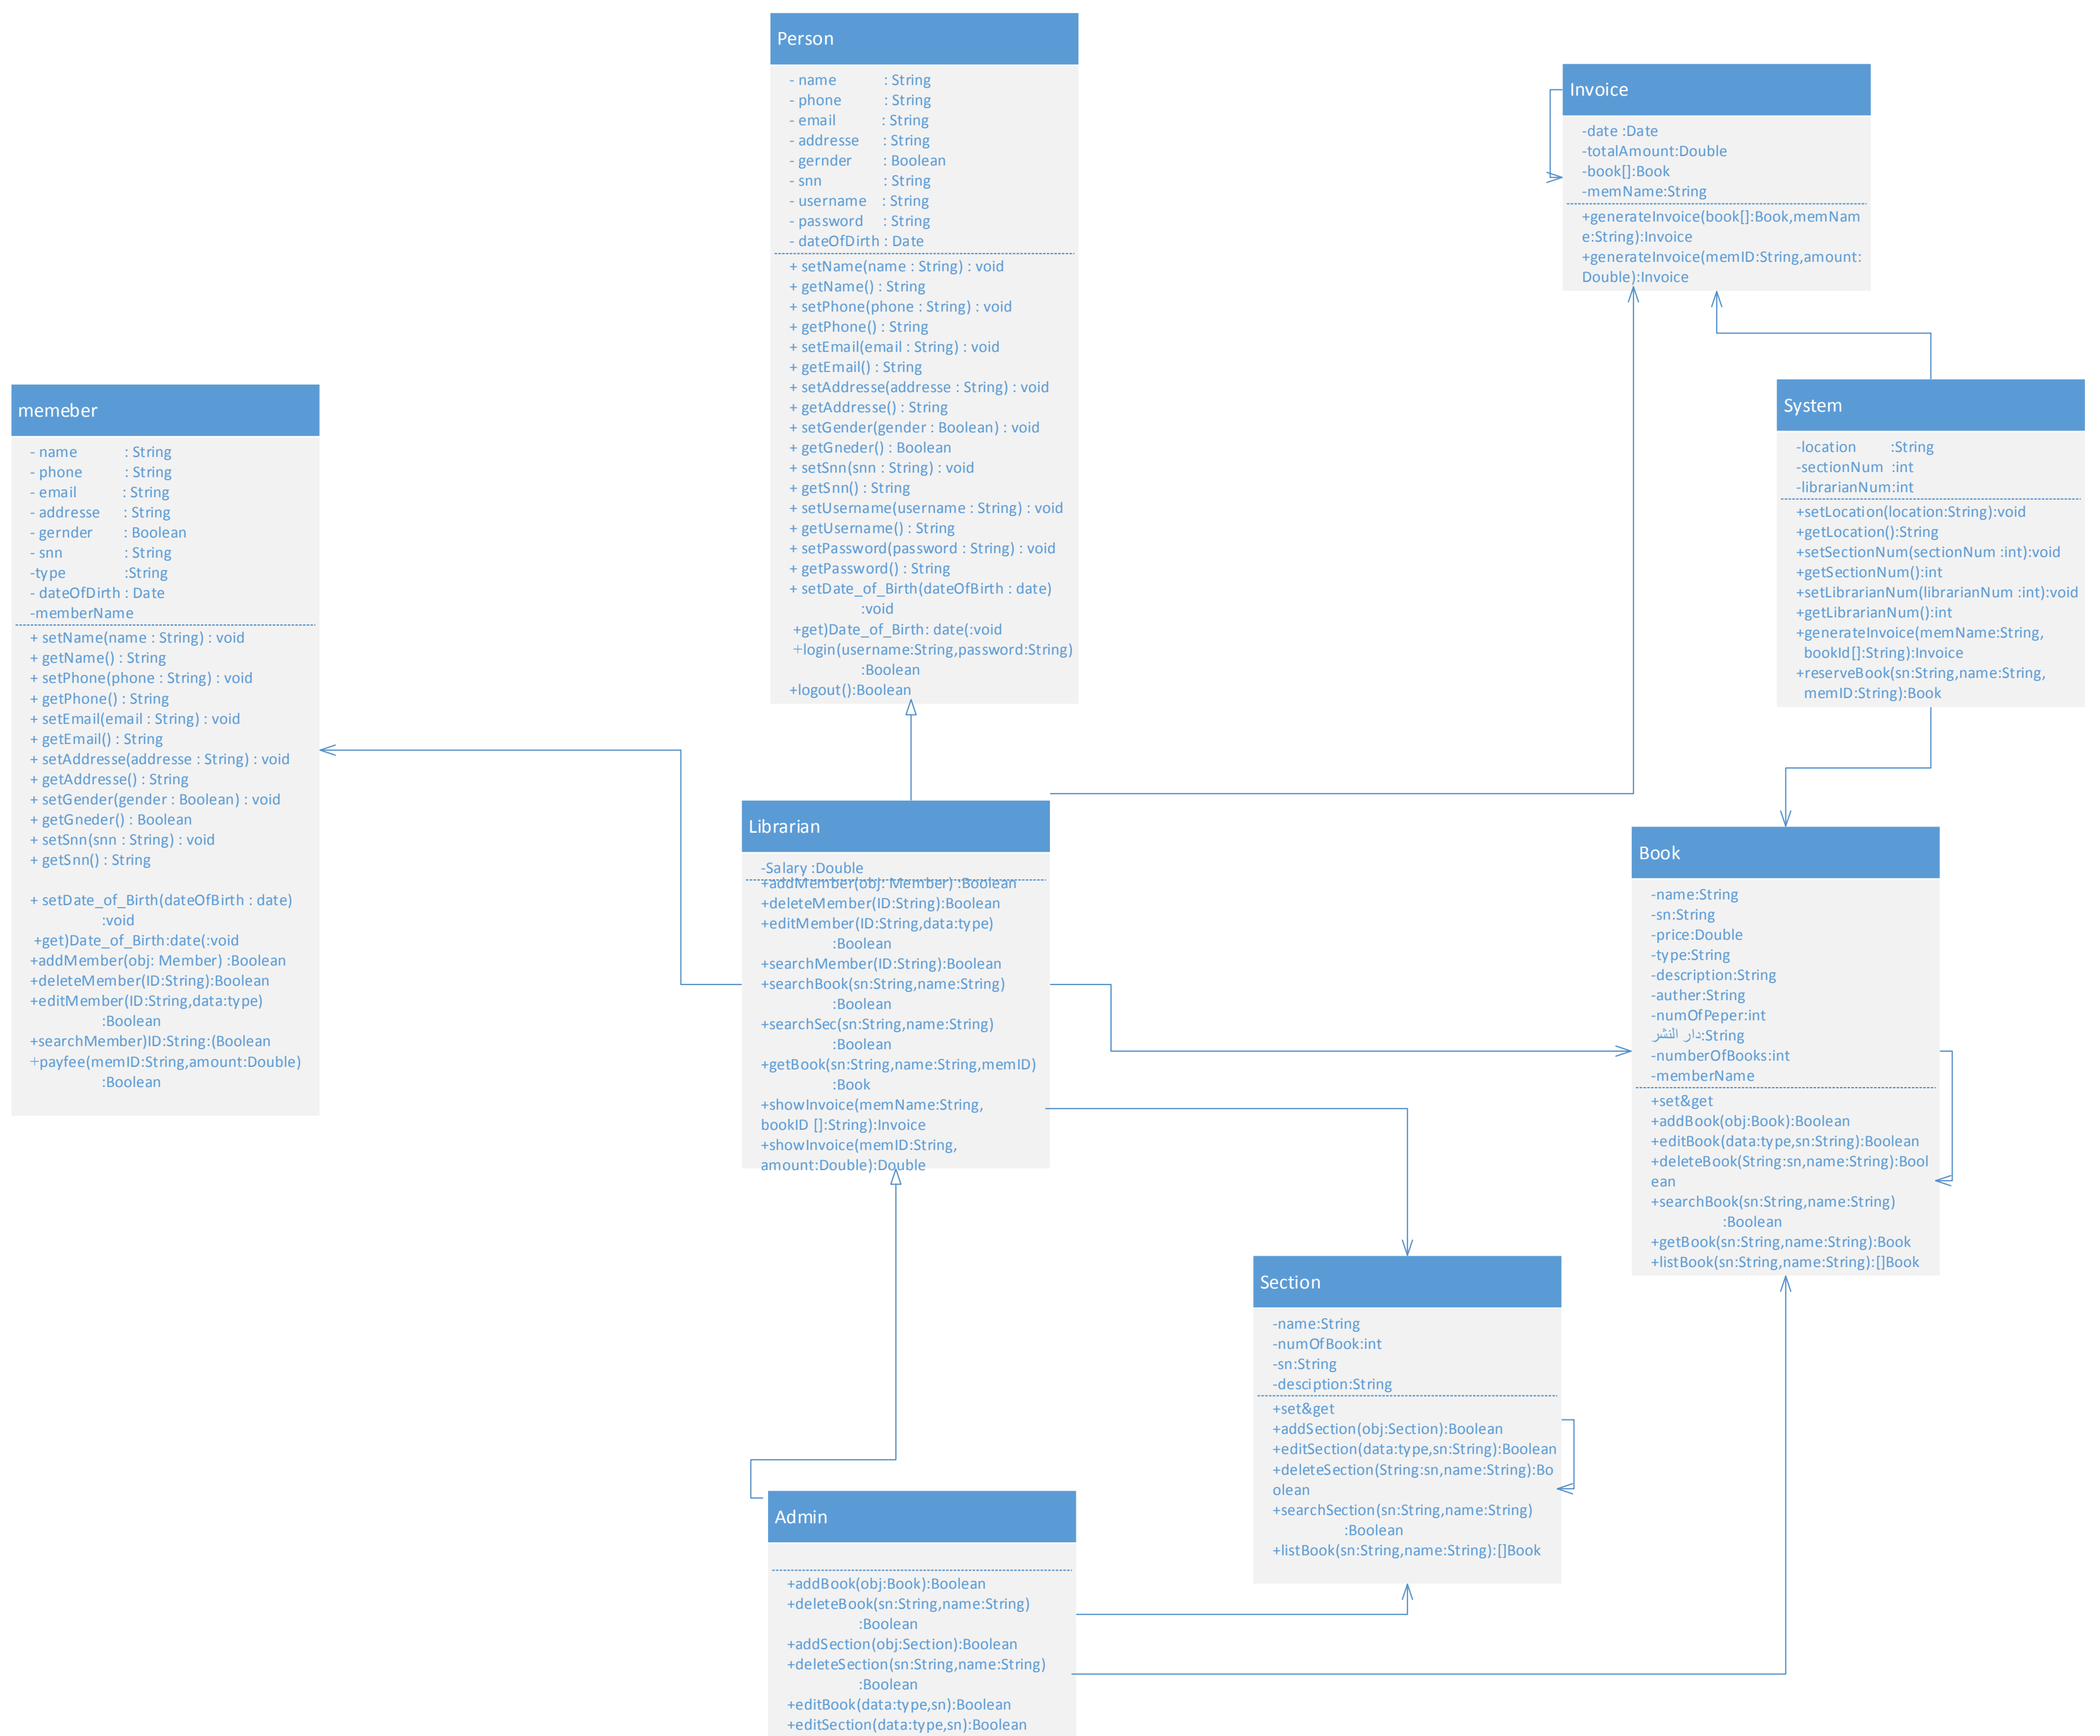 Person
- name : String
- phone : String
- email : String
- addresse : String
- gernder : Boolean
- snn : String
- username : String
- password : String
- dateOfDirth : Date
+ setName(name : String) : void
+ getName() : String
+ setPhone(phone : String) : void
+ getPhone() : String
+ setEmail(email : String) : void
+ getEmail() : String
+ setAddresse(addresse : String) : void
+ getAddresse() : String
+ setGender(gender : Boolean) : void
+ getGneder() : Boolean
+ setSnn(snn : String) : void
+ getSnn() : String
+ setUsername(username : String) : void
+ getUsername() : String
+ setPassword(password : String) : void
+ getPassword() : String
+ setDate_of_Birth(dateOfBirth : date)
:void
+get)Date_of_Birth: date(:void
+login(username:String,password:String)
:Boolean
+logout():Boolean
Invoice
-date :Date
-totalAmount:Double
-book[]:Book
-memName:String
+generateInvoice(book[]:Book,memNam
e:String):Invoice
+generateInvoice(memID:String,amount:
Double):Invoice
System
-location :String
-sectionNum :int
-librarianNum:int
+setLocation(location:String):void
+getLocation():String
+setSectionNum(sectionNum :int):void
+getSectionNum():int
+setLibrarianNum(librarianNum :int):void
+getLibrarianNum():int
+generateInvoice(memName:String,
bookId[]:String):Invoice
+reserveBook(sn:String,name:String,
memID:String):Book
memeber
- name : String
- phone : String
- email : String
- addresse : String
- gernder : Boolean
- snn : String
-type :String
- dateOfDirth : Date
-memberName
+ setName(name : String) : void
+ getName() : String
+ setPhone(phone : String) : void
+ getPhone() : String
+ setEmail(email : String) : void
+ getEmail() : String
+ setAddresse(addresse : String) : void
+ getAddresse() : String
+ setGender(gender : Boolean) : void
+ getGneder() : Boolean
+ setSnn(snn : String) : void
+ getSnn() : String
+ setDate_of_Birth(dateOfBirth : date)
:void
+get)Date_of_Birth:date(:void
+addMember(obj: Member) :Boolean
+deleteMember(ID:String):Boolean
+editMember(ID:String,data:type)
:Boolean
+searchMember)ID:String:(Boolean
+payfee(memID:String,amount:Double)
:Boolean
Librarian
-Salary :Double
+addMember(obj: Member) :Boolean
+deleteMember(ID:String):Boolean
+editMember(ID:String,data:type)
:Boolean
+searchMember(ID:String):Boolean
+searchBook(sn:String,name:String)
:Boolean
+searchSec(sn:String,name:String)
:Boolean
+getBook(sn:String,name:String,memID)
:Book
+showInvoice(memName:String,
bookID []:String):Invoice
+showInvoice(memID:String,
amount:Double):Double
Book
-name:String
-sn:String
-price:Double
-type:String
-description:String
-auther:String
-numOfPeper:int
دار النشر:String
-numberOfBooks:int
-memberName
+set&get
+addBook(obj:Book):Boolean
+editBook(data:type,sn:String):Boolean
+deleteBook(String:sn,name:String):Bool
ean
+searchBook(sn:String,name:String)
:Boolean
+getBook(sn:String,name:String):Book
+listBook(sn:String,name:String):[]Book
Section
-name:String
-numOfBook:int
-sn:String
-desciption:String
+set&get
+addSection(obj:Section):Boolean
+editSection(data:type,sn:String):Boolean
+deleteSection(String:sn,name:String):Bo
olean
+searchSection(sn:String,name:String)
:Boolean
+listBook(sn:String,name:String):[]Book
Admin
+addBook(obj:Book):Boolean
+deleteBook(sn:String,name:String)
:Boolean
+addSection(obj:Section):Boolean
+deleteSection(sn:String,name:String)
:Boolean
+editBook(data:type,sn):Boolean
+editSection(data:type,sn):Boolean